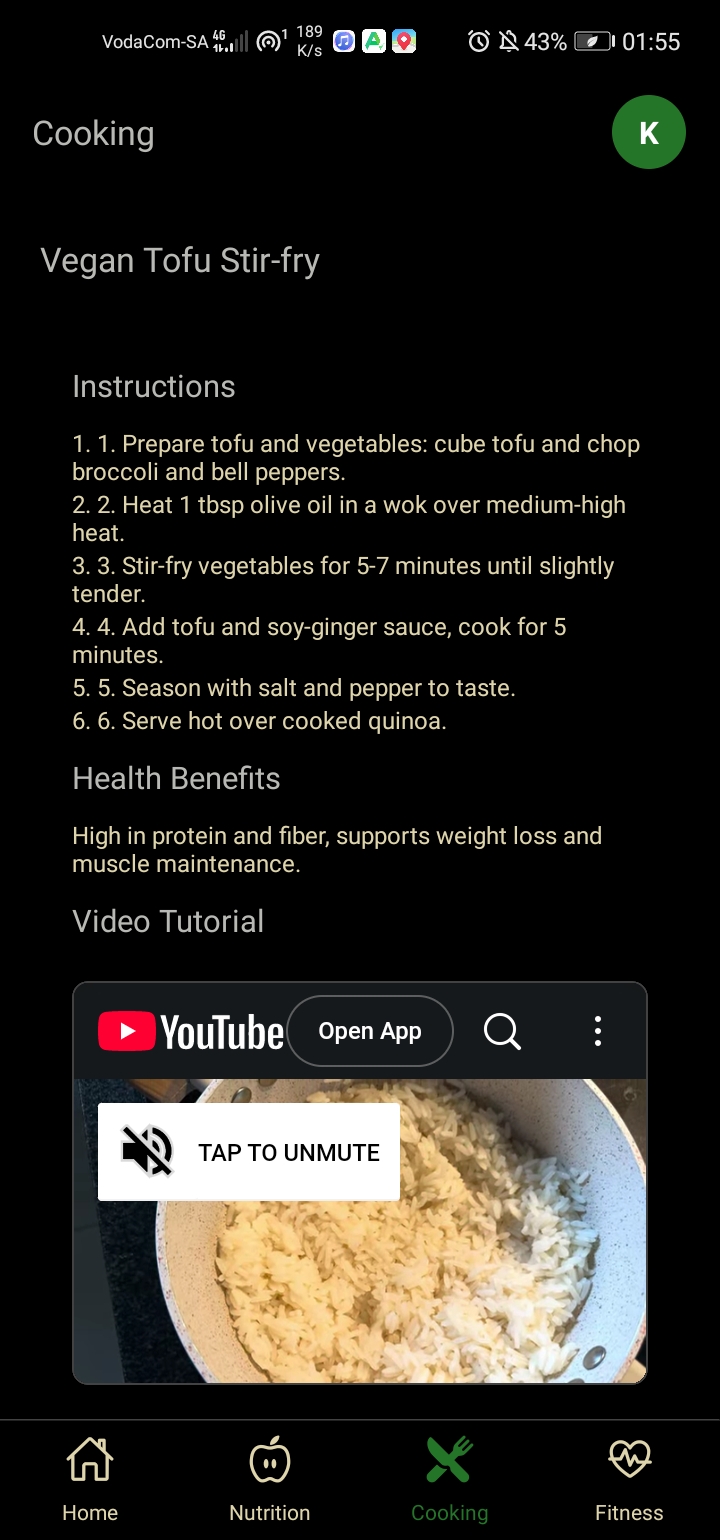 VodaCom-SA 4G 1 189 K/s 43% 01:55
Cooking
K
Vegan Tofu Stir-fry
Instructions
1. 1. Prepare tofu and vegetables: cube tofu and chop
broccoli and bell peppers.
2. 2. Heat 1 tbsp olive oil in a wok over medium-high
heat.
3. 3. Stir-fry vegetables for 5-7 minutes until slightly
tender.
4. 4. Add tofu and soy-ginger sauce, cook for 5
minutes.
5. 5. Season with salt and pepper to taste.
6. 6. Serve hot over cooked quinoa.
Health Benefits
High in protein and fiber, supports weight loss and
muscle maintenance.
Video Tutorial
YouTube Open App
TAP TO UNMUTE
Home Nutrition Cooking Fitness